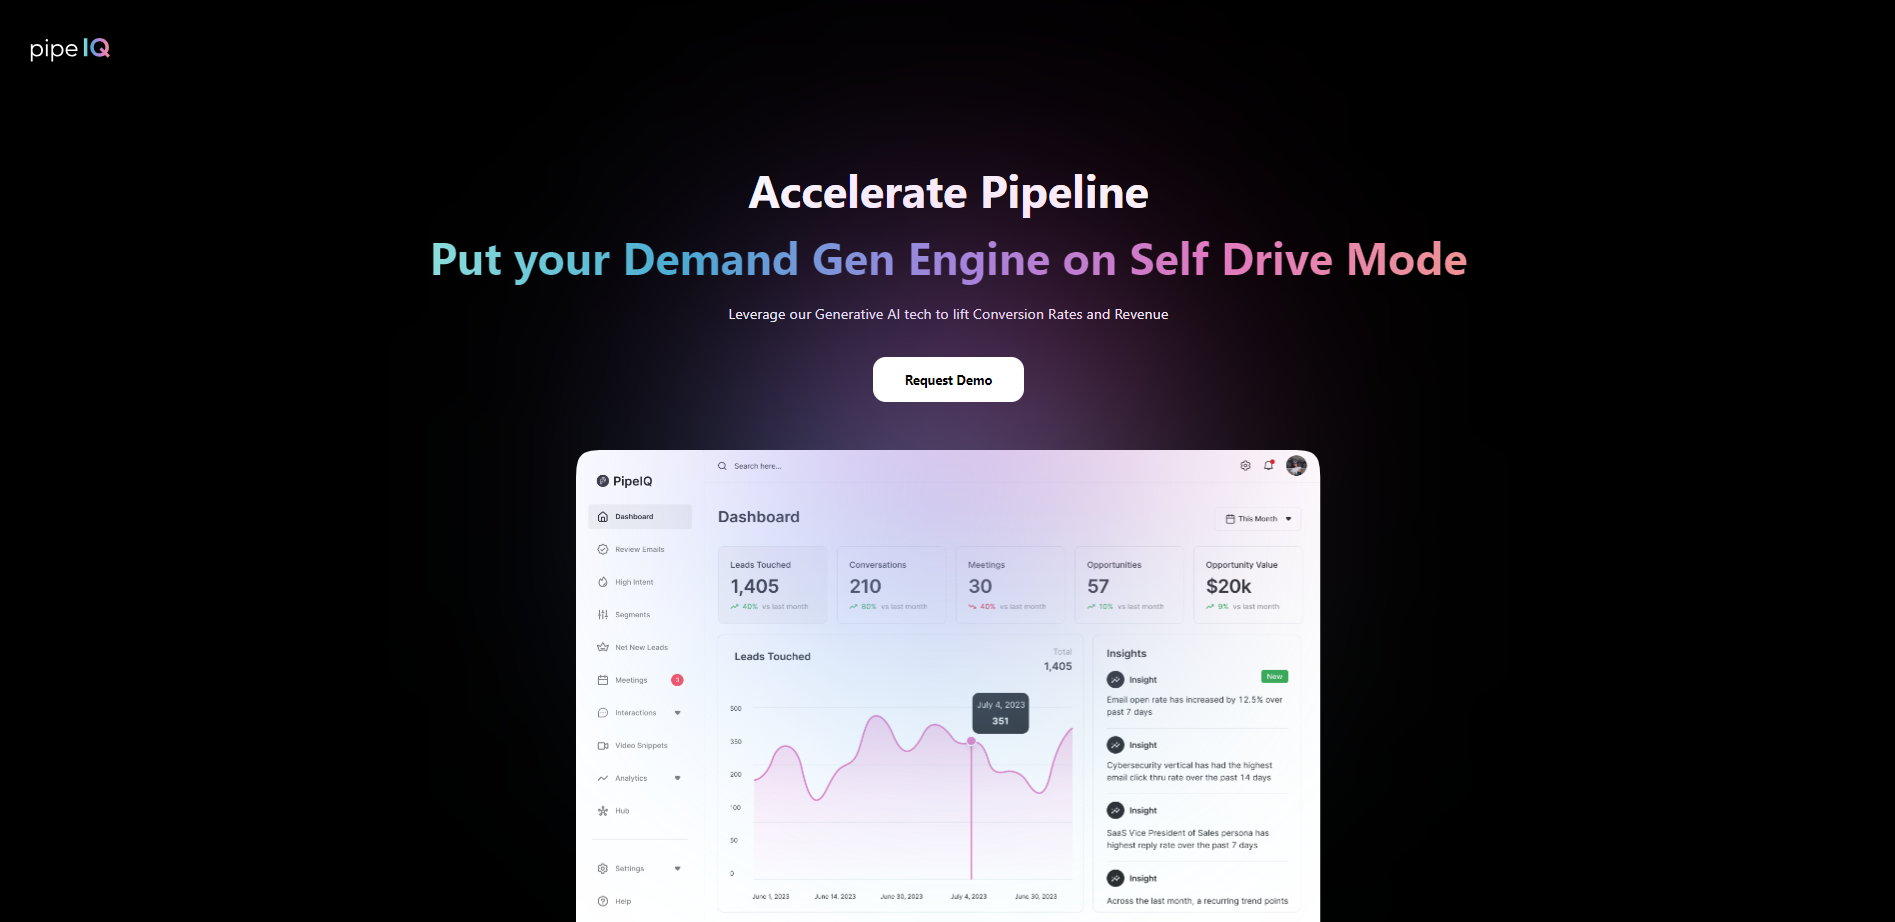 pipeIQ
Accelerate Pipeline
Put your Demand Gen Engine on Self Drive Mode
Leverage our Generative AI tech to lift Conversion Rates and Revenue
Request Demo
PipeIQ
Search here...
Dashboard
Review Emails
High Intent
Segments
Net New Leads
Meetings
3
Interactions
Video Snippets
Analytics
Hub
Settings
Help
Dashboard
This Month
Leads Touched
1,405
40% vs last month
Conversations
210
80% vs last month
Meetings
30
40% vs last month
Opportunities
57
10% vs last month
Opportunity Value
$20k
9% vs last month
Leads Touched
Total
1,405
500
350
200
100
50
0
July 4, 2023
351
June 1, 2023
June 14, 2023
June 30, 2023
July 4, 2023
June 30, 2023
Insights
Insight
New
Email open rate has increased by 12.5% over
past 7 days
Insight
Cybersecurity vertical has had the highest
email click thru rate over the past 14 days
Insight
SaaS Vice President of Sales persona has
highest reply rate over the past 7 days
Insight
Across the last month, a recurring trend points